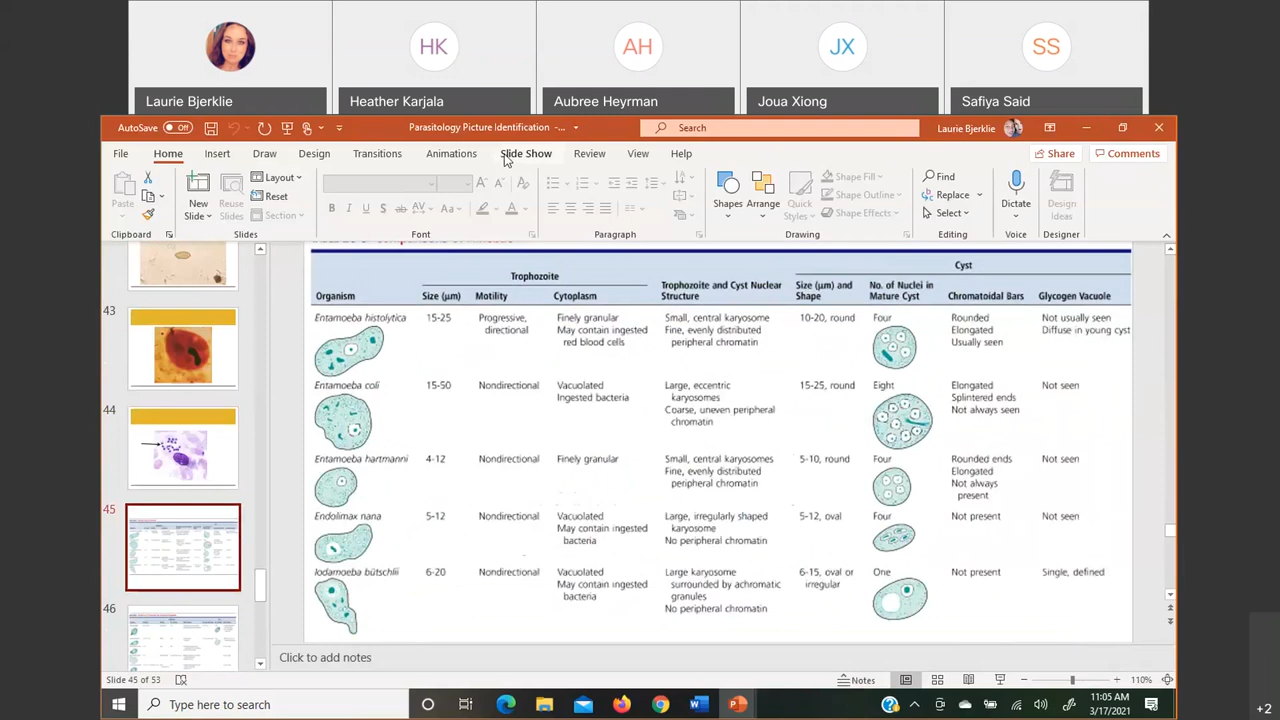 HK
AH
JX
SS
Laurie Bjerklie
Heather Karjala
Aubree Heyrman
Joua Xiong
Safiya Said
AutoSave Off
Parasitology Picture Identification -...
Search
Laurie Bjerklie
File Home Insert Draw Design Transitions Animations Slide Show Review View Help
Share Comments
Paste
New
Slide
Reuse
Slides
Layout
Reset
Section
B I U S ab AV Aa A
Shapes
Arrange
Quick
Styles
Shape Fill
Shape Outline
Shape Effects
Find
Replace
Select
Dictate
Design
Ideas
Clipboard
Slides
Font
Paragraph
Drawing
Editing
Voice
Designer
43
44
45
46
Trophozoite
Cyst
Organism
Size (μm)
Motility
Cytoplasm
Trophozoite and Cyst Nuclear
Structure
Size (μm) and
Shape
No. of Nuclei in
Mature Cyst
Chromatoidal Bars
Glycogen Vacuole
Entamoeba histolytica
15-25
Progressive,
directional
Finely granular
May contain ingested
red blood cells
Small, central karyosome
Fine, evenly distributed
peripheral chromatin
10-20, round
Four
Rounded
Elongated
Usually seen
Not usually seen
Diffuse in young cyst
Entamoeba coli
15-50
Nondirectional
Vacuolated
Ingested bacteria
Large, eccentric
karyosomes
Coarse, uneven peripheral
chromatin
15-25, round
Eight
Elongated
Splintered ends
Not always seen
Not seen
Entamoeba hartmanni
4-12
Nondirectional
Finely granular
Small, central karyosomes
Fine, evenly distributed
peripheral chromatin
5-10, round
Four
Rounded ends
Elongated
Not always
present
Not seen
Endolimax nana
5-12
Nondirectional
Vacuolated
May contain ingested
bacteria
Large, irregularly shaped
karyosome
No peripheral chromatin
5-12, oval
Four
Not present
Not seen
Iodamoeba bütschlii
6-20
Nondirectional
Vacuolated
May contain ingested
bacteria
Large karyosome
surrounded by achromatic
granules
No peripheral chromatin
6-15, oval or
irregular
One
Not present
Single, defined
Click to add notes
Slide 45 of 53
Notes
110%
Type here to search
11:05 AM
3/17/2021
+2